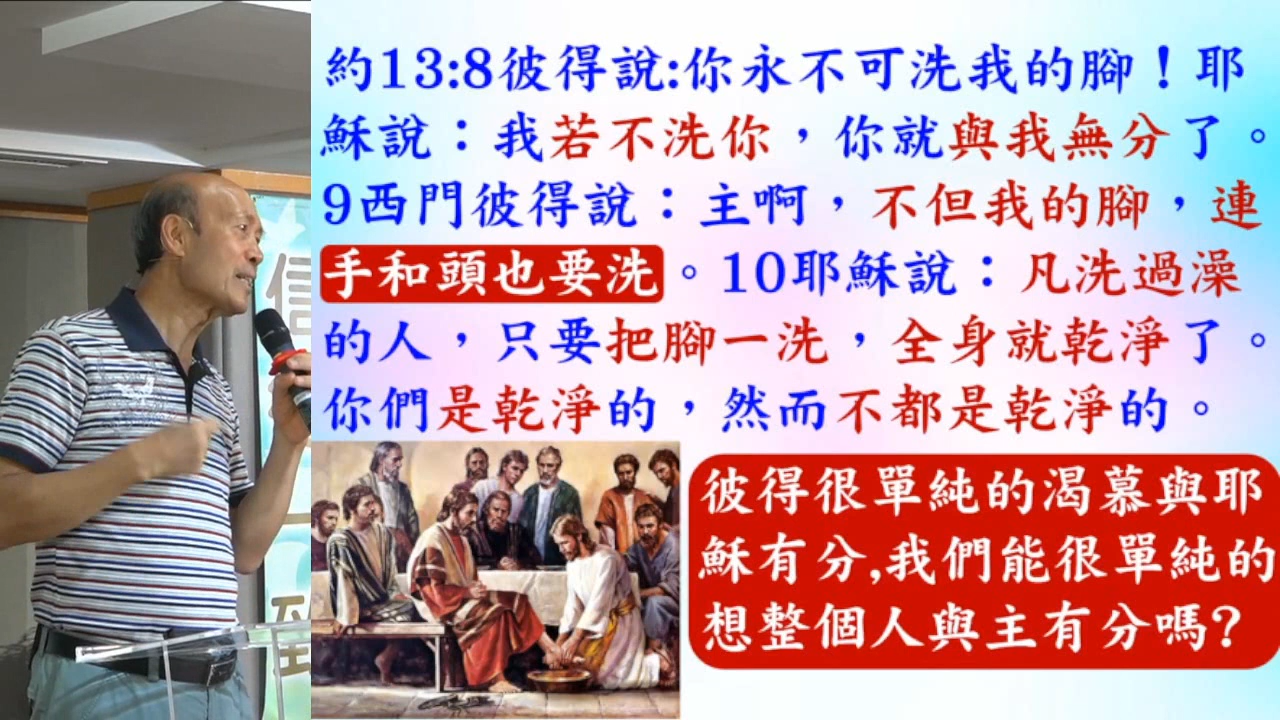 約13:8彼得說:你永不可洗我的腳！耶
穌說：我若不洗你，你就與我無分了。
9西門彼得說：主啊，不但我的腳，連
手和頭也要洗。10耶穌說：凡洗過澡
的人，只要把腳一洗，全身就乾淨了。
你們是乾淨的，然而不都是乾淨的。
彼得很單純的渴慕與耶
穌有分,我們能很單純的
想整個人與主有分嗎?
信